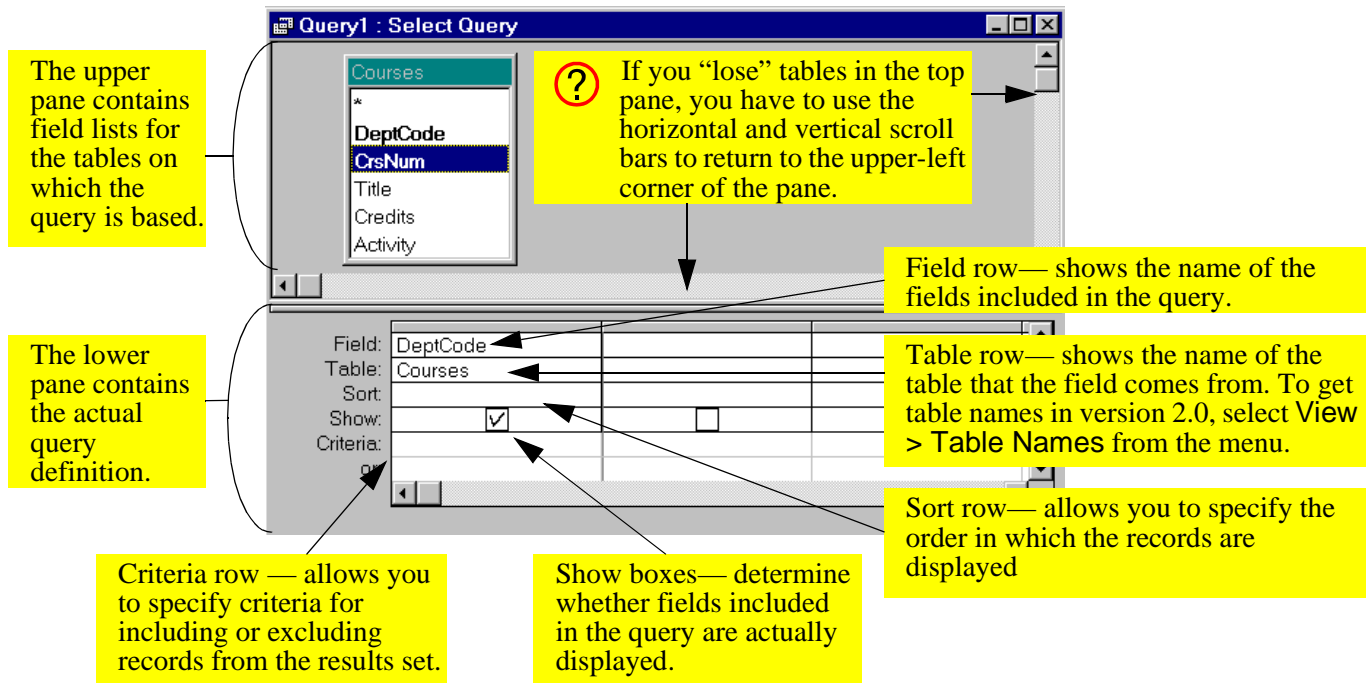 Query1 : Select Query
The upper
pane contains
field lists for
the tables on
which the
query is based.
Courses
*
DeptCode
CrsNum
Title
Credits
Activity
?
If you “lose” tables in the top
pane, you have to use the
horizontal and vertical scroll
bars to return to the upper-left
corner of the pane.
Field row— shows the name of the
fields included in the query.
The lower
pane contains
the actual
query
definition.
Field: DeptCode
Table: Courses
Sort:
Show:
Criteria:
or:
Table row— shows the name of the
table that the field comes from. To get
table names in version 2.0, select View
> Table Names from the menu.
Sort row— allows you to specify the
order in which the records are
displayed
Criteria row — allows you
to specify criteria for
including or excluding
records from the results set.
Show boxes— determine
whether fields included
in the query are actually
displayed.